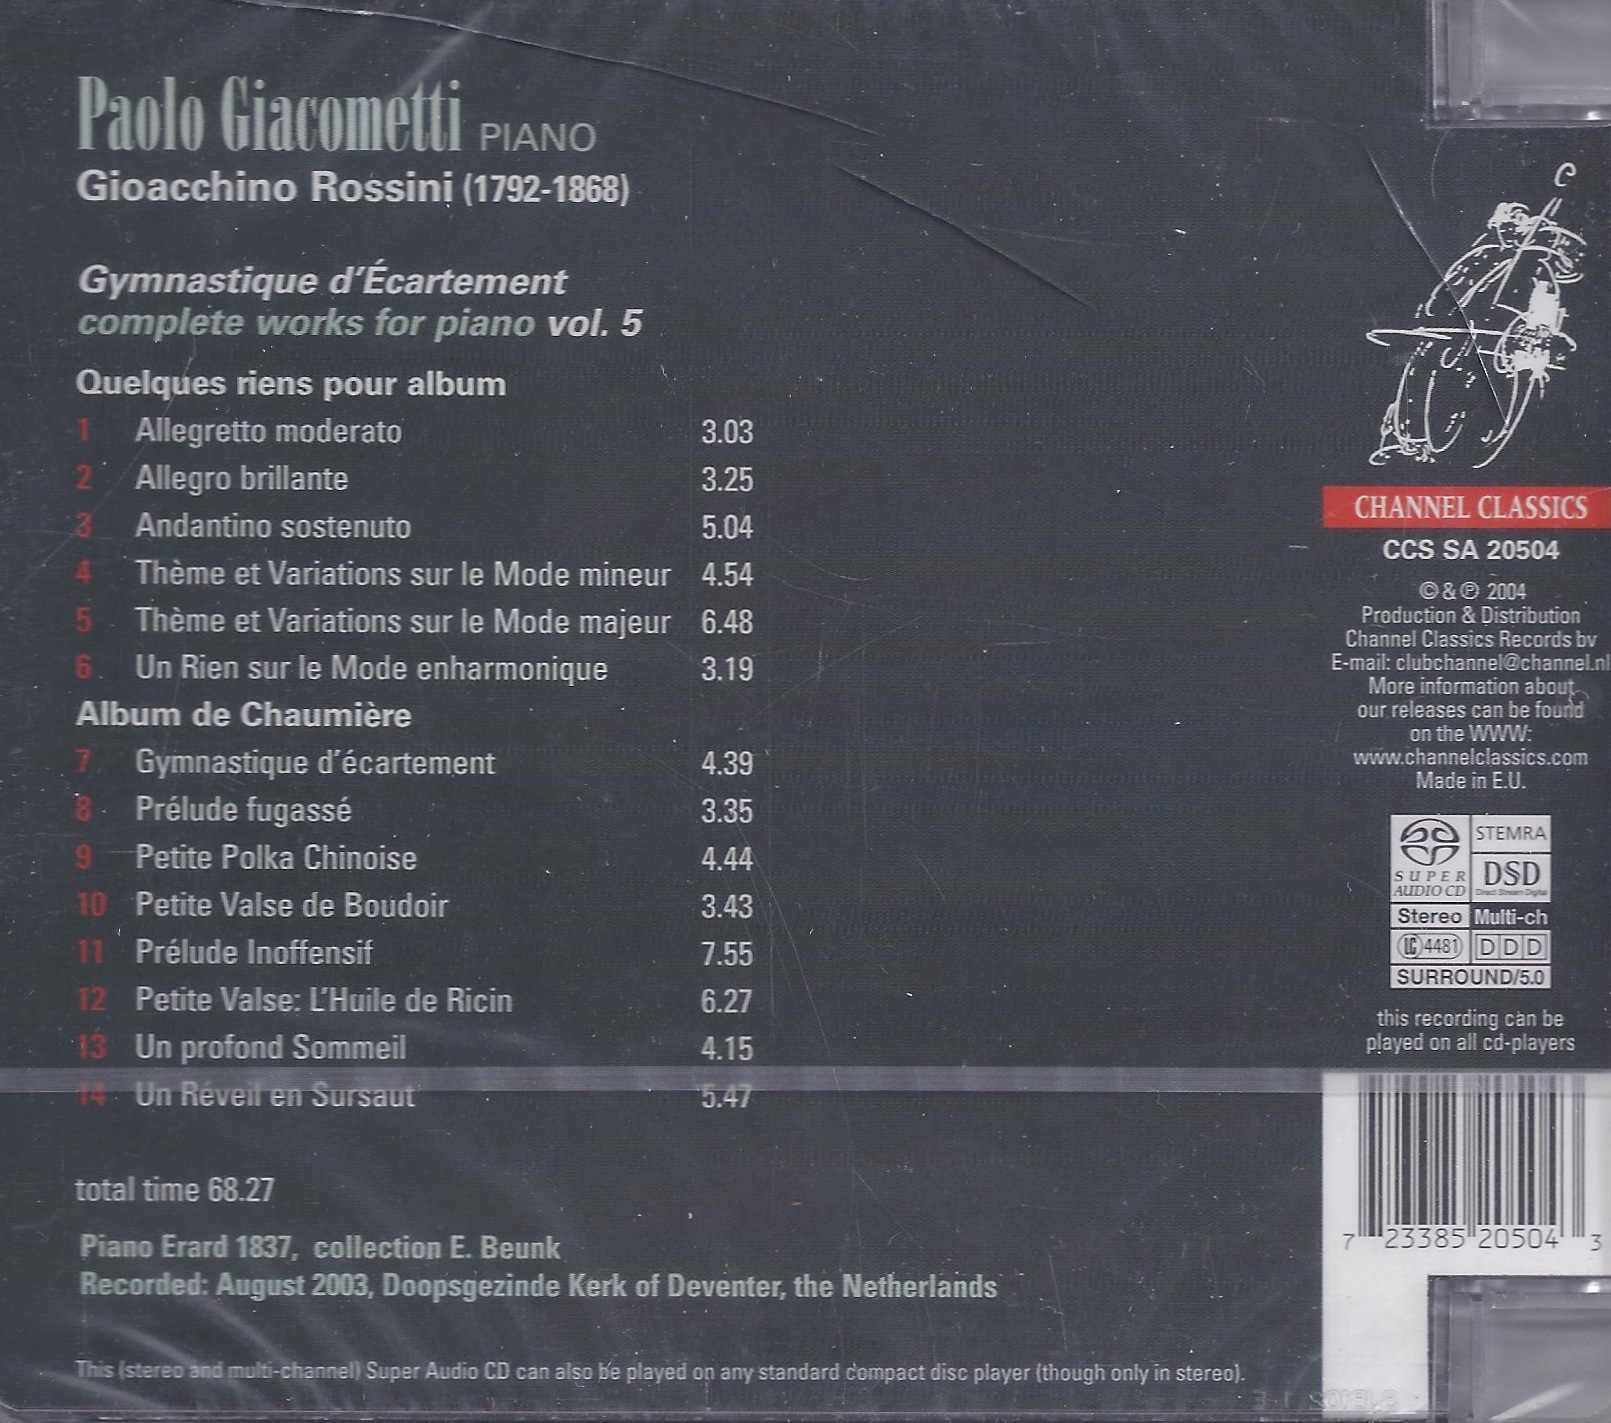 Paolo Giacometti PIANO
Gioacchino Rossini (1792-1868)
Gymnastique d'Écartement
complete works for piano vol. 5
Quelques riens pour album
1 Allegretto moderato 3.03
2 Allegro brillante 3.25
3 Andantino sostenuto 5.04
4 Thème et Variations sur le Mode mineur 4.54
5 Thème et Variations sur le Mode majeur 6.48
6 Un Rien sur le Mode enharmonique 3.19
Album de Chaumière
7 Gymnastique d'écartement 4.39
8 Prélude fugassé 3.35
9 Petite Polka Chinoise 4.44
10 Petite Valse de Boudoir 3.43
11 Prélude Inoffensif 7.55
12 Petite Valse: L'Huile de Ricin 6.27
13 Un profond Sommeil 4.15
14 Un Réveil en Sursaut 5.47
total time 68.27
Piano Erard 1837, collection E. Beunk
Recorded: August 2003, Doopsgezinde Kerk of Deventer, the Netherlands
This (stereo and multi-channel) Super Audio CD can also be played on any standard compact disc player (though only in stereo).
CHANNEL CLASSICS
CCS SA 20504
© & ℗ 2004
Production & Distribution
Channel Classics Records bv
E-mail: clubchannel@channel.nl
More information about
our releases can be found
on the WWW:
www.channelclassics.com
Made in E.U.
SUPER AUDIO CD
STEMRA
DSD
Direct Stream Digital
Stereo Multi-ch
LC 4481 DDD
SURROUND/5.0
this recording can be
played on all cd-players
7 23385 20504 3